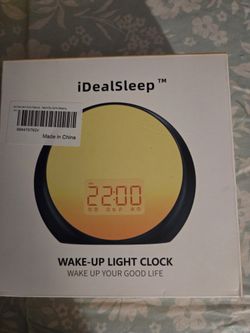 iDealSleep™
Made in China
22:00
WAKE-UP LIGHT CLOCK
WAKE UP YOUR GOOD LIFE